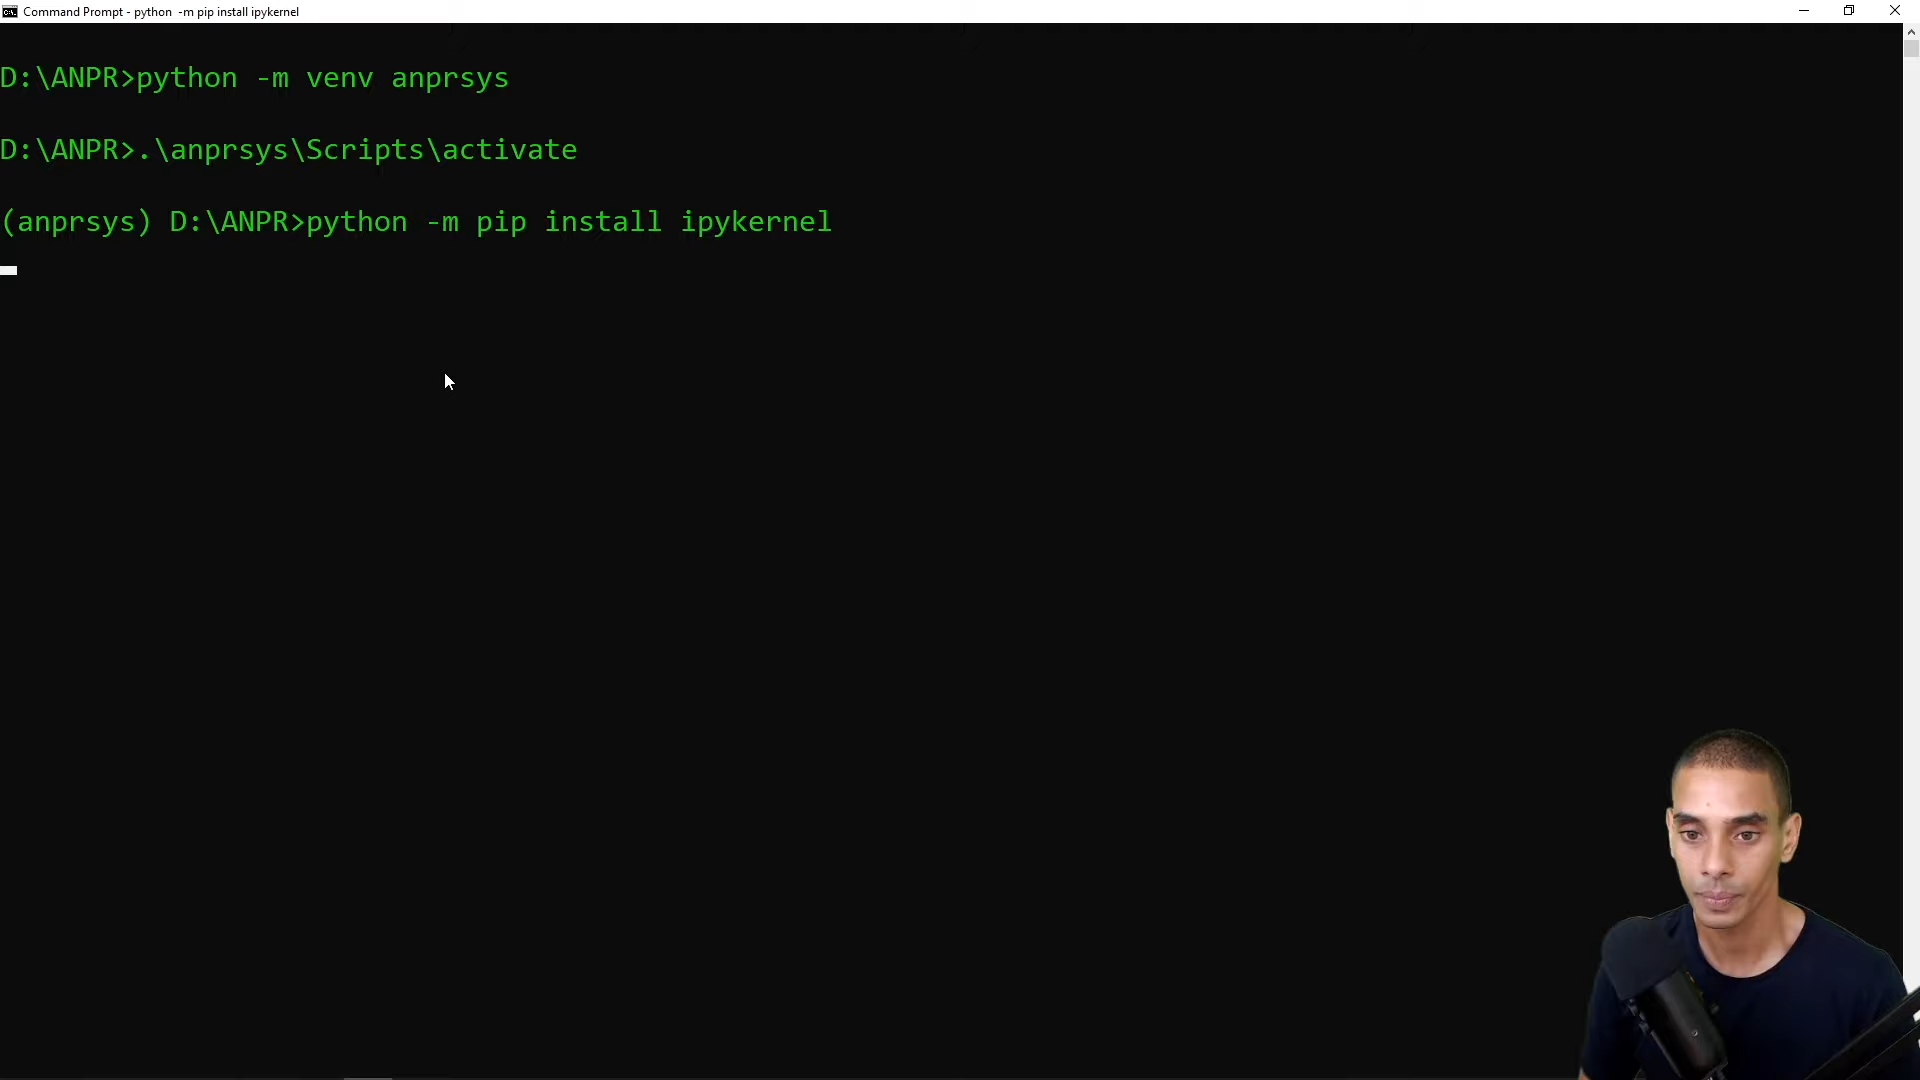 Command Prompt - python  -m pip install ipykernel
D:\ANPR>python -m venv anprsys
D:\ANPR>.\anprsys\Scripts\activate
(anprsys) D:\ANPR>python -m pip install ipykernel